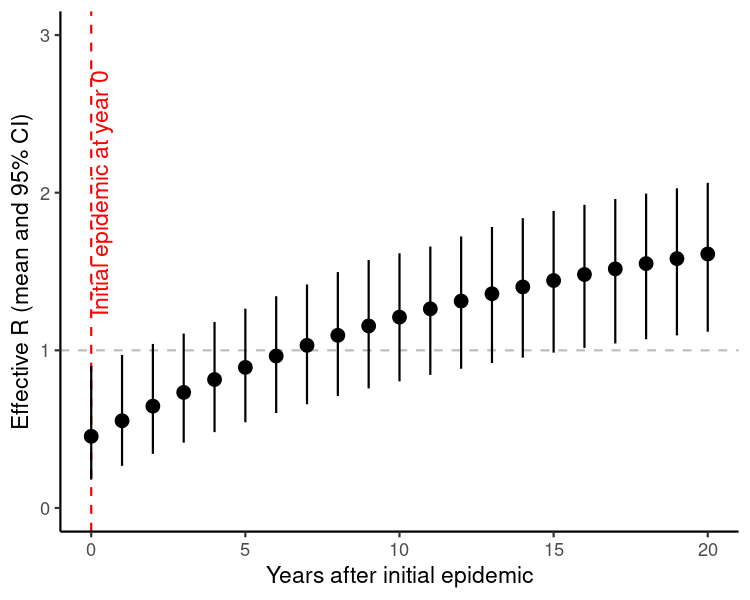 3
2
1
0
Effective R (mean and 95% CI)
Initial epidemic at year 0
0 5 10 15 20
Years after initial epidemic